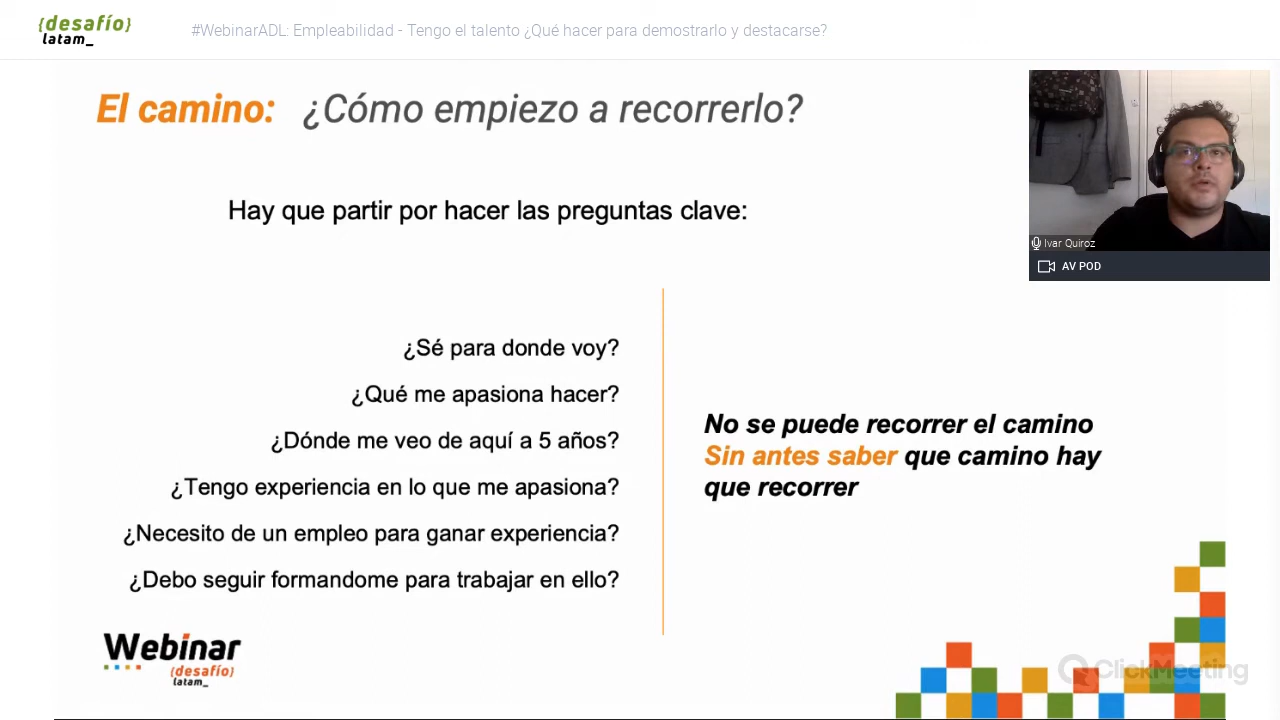 {desafío}
latam_
#WebinarADL: Empleabilidad - Tengo el talento ¿Qué hacer para demostrarlo y destacarse?
El camino: ¿Cómo empiezo a recorrerlo?
Ivar Quiroz
AV POD
Hay que partir por hacer las preguntas clave:
¿Sé para donde voy?
¿Qué me apasiona hacer?
¿Dónde me veo de aquí a 5 años?
¿Tengo experiencia en lo que me apasiona?
¿Necesito de un empleo para ganar experiencia?
¿Debo seguir formandome para trabajar en ello?
No se puede recorrer el camino
Sin antes saber que camino hay
que recorrer
Webinar
{desafío}
latam_
ClickMeeting